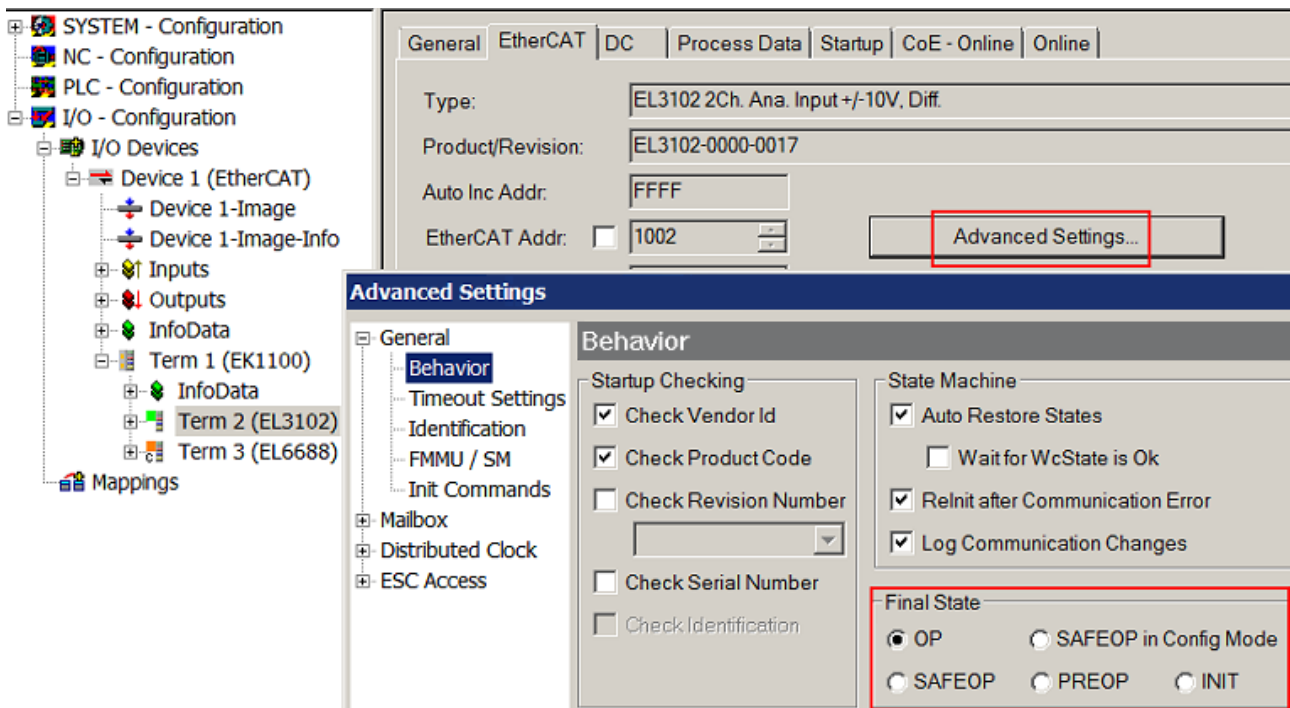 SYSTEM - Configuration
NC - Configuration
PLC - Configuration
I/O - Configuration
I/O Devices
Device 1 (EtherCAT)
Device 1-Image
Device 1-Image-Info
Inputs
Outputs
InfoData
Term 1 (EK1100)
InfoData
Term 2 (EL3102)
Term 3 (EL6688)
Mappings
General EtherCAT DC Process Data Startup CoE - Online Online
Type: EL3102 2Ch. Ana. Input +/-10V, Diff.
Product/Revision: EL3102-0000-0017
Auto Inc Addr: FFFF
EtherCAT Addr: 1002 Advanced Settings...
Advanced Settings
General
Behavior
Timeout Settings
Identification
FMMU / SM
Init Commands
Mailbox
Distributed Clock
ESC Access
Behavior
Startup Checking
Check Vendor Id
Check Product Code
Check Revision Number
Check Serial Number
Check Identification
State Machine
Auto Restore States
Wait for WcState is Ok
ReInit after Communication Error
Log Communication Changes
Final State
OP SAFEOP in Config Mode
SAFEOP PREOP INIT